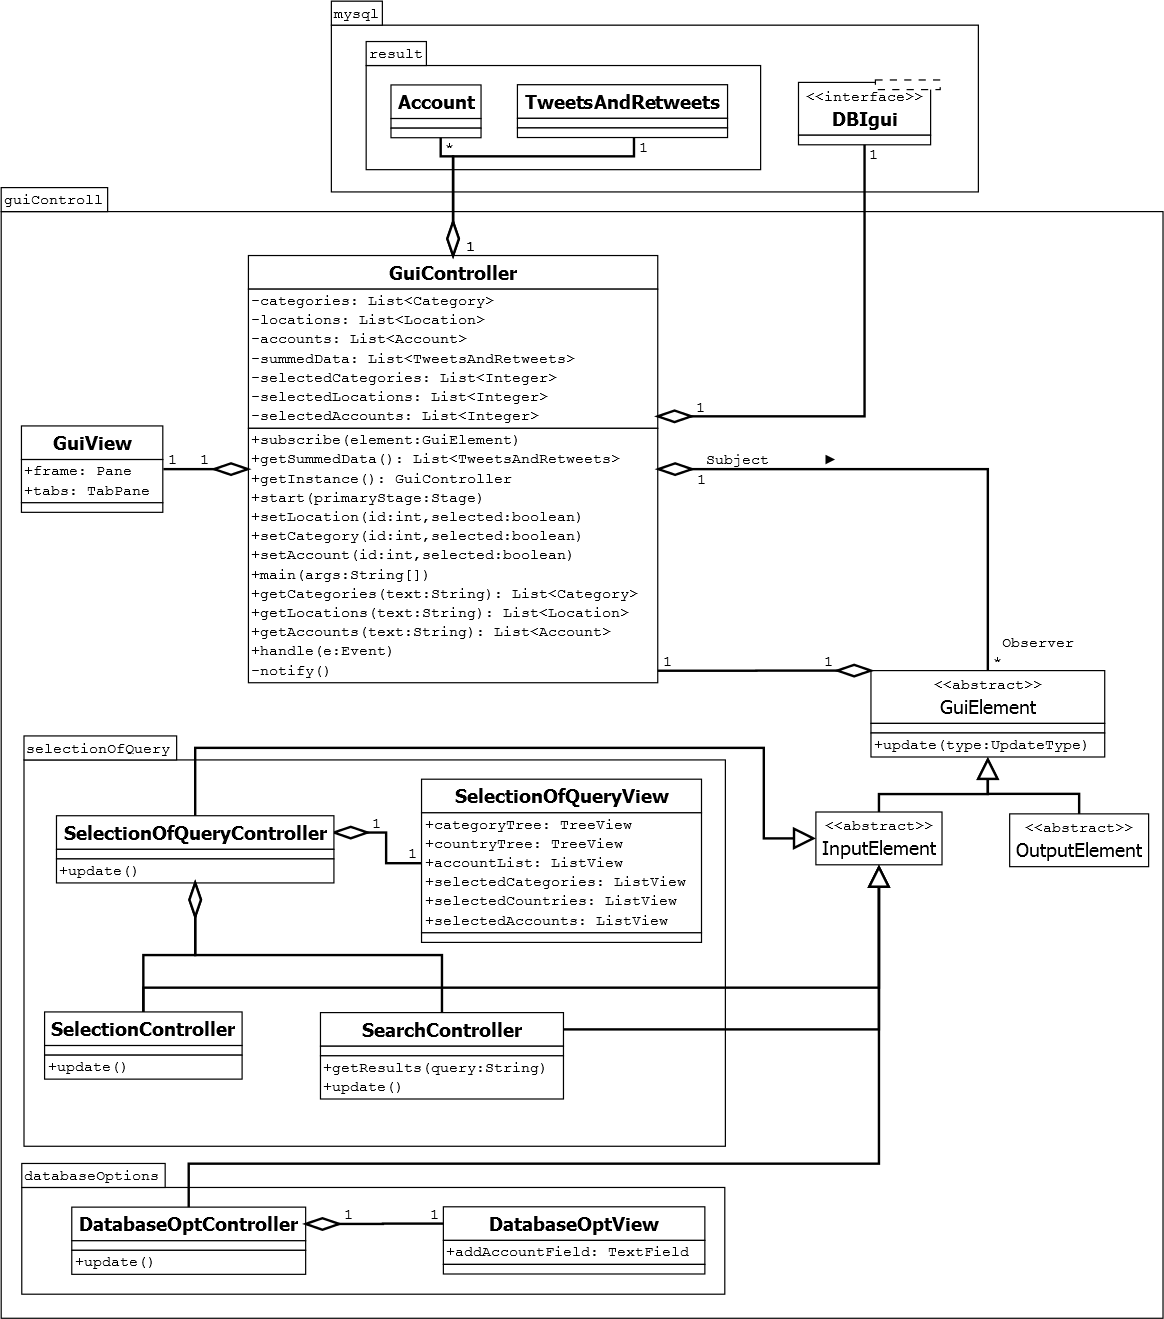 mysql
result
Account
TweetsAndRetweets
<<interface>>
DBIgui
*
1
1
guiControll
1
GuiController
-categories: List<Category>
-locations: List<Location>
-accounts: List<Account>
-summedData: List<TweetsAndRetweets>
-selectedCategories: List<Integer>
-selectedLocations: List<Integer>
-selectedAccounts: List<Integer>
1
+subscribe(element:GuiElement)
+getSummedData(): List<TweetsAndRetweets>
+getInstance(): GuiController
+start(primaryStage:Stage)
+setLocation(id:int,selected:boolean)
+setCategory(id:int,selected:boolean)
+setAccount(id:int,selected:boolean)
+main(args:String[])
+getCategories(text:String): List<Category>
+getLocations(text:String): List<Location>
+getAccounts(text:String): List<Account>
+handle(e:Event)
-notify()
GuiView
+frame: Pane
+tabs: TabPane
1 1
Subject
1
Observer
*
1 1
<<abstract>>
GuiElement
+update(type:UpdateType)
selectionOfQuery
SelectionOfQueryController
+update()
1
1
SelectionOfQueryView
+categoryTree: TreeView
+countryTree: TreeView
+accountList: ListView
+selectedCategories: ListView
+selectedCountries: ListView
+selectedAccounts: ListView
<<abstract>>
InputElement
<<abstract>>
OutputElement
SelectionController
+update()
SearchController
+getResults(query:String)
+update()
databaseOptions
DatabaseOptController
+update()
1 1
DatabaseOptView
+addAccountField: TextField